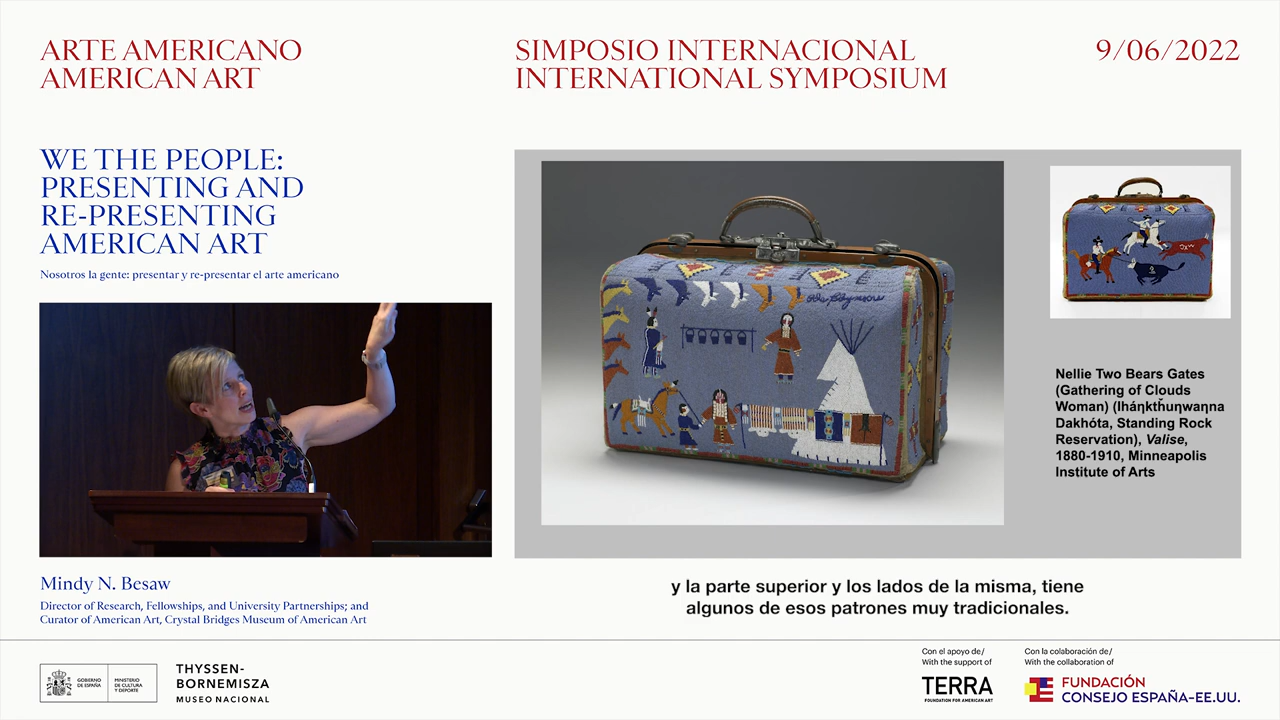 ARTE AMERICANO
AMERICAN ART
SIMPOSIO INTERNACIONAL
INTERNATIONAL SYMPOSIUM
9/06/2022
WE THE PEOPLE:
PRESENTING AND
RE-PRESENTING
AMERICAN ART
Nosotros la gente: presentar y re-presentar el arte americano
Mindy N. Besaw
Director of Research, Fellowships, and University Partnerships; and
Curator of American Art, Crystal Bridges Museum of American Art
Nellie Two Bears Gates
(Gathering of Clouds
Woman) (Iháŋktȟuŋwaŋna
Dakhóta, Standing Rock
Reservation), Valise,
1880-1910, Minneapolis
Institute of Arts
y la parte superior y los lados de la misma, tiene
algunos de esos patrones muy tradicionales.
GOBIERNO
DE ESPAÑA
MINISTERIO
DE CULTURA
Y DEPORTE
THYSSEN-
BORNEMISZA
MUSEO NACIONAL
Con el apoyo de/
With the support of
TERRA
FOUNDATION FOR AMERICAN ART
Con la colaboración de/
With the collaboration of
FUNDACIÓN
CONSEJO ESPAÑA-EE.UU.